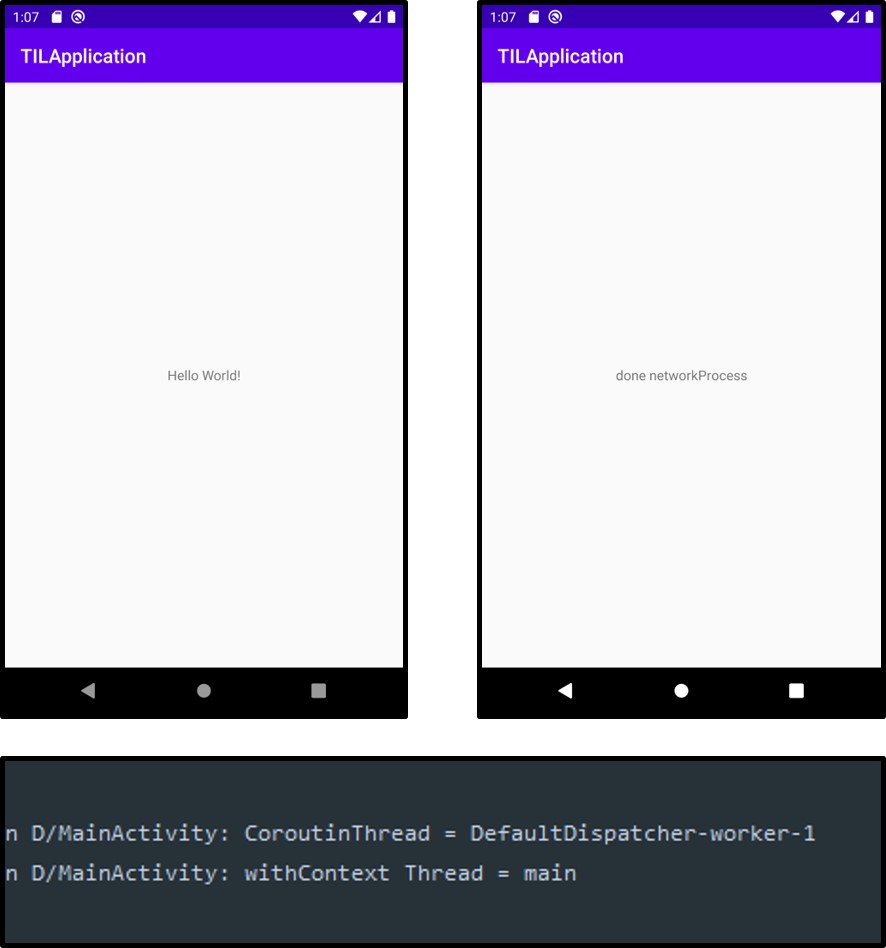 1:07
TILApplication
Hello World!
1:07
TILApplication
done networkProcess
n D/MainActivity: CoroutinThread = DefaultDispatcher-worker-1
n D/MainActivity: withContext Thread = main